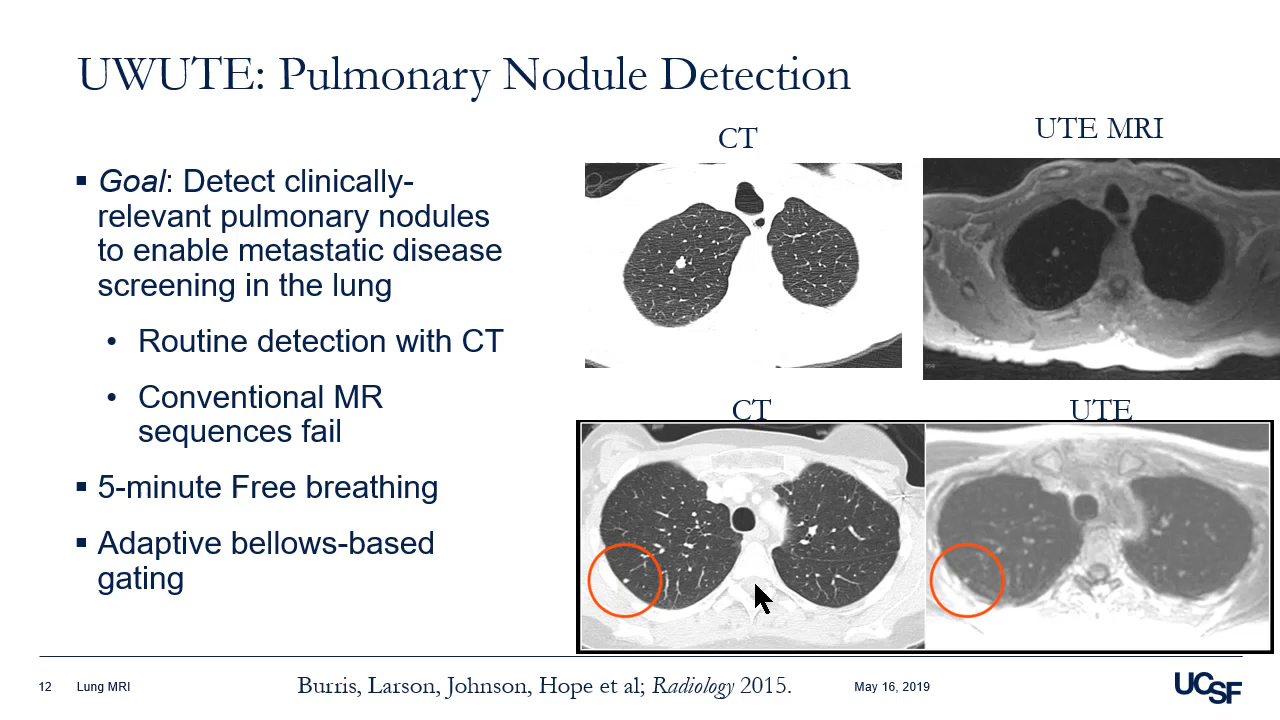 UWUTE: Pulmonary Nodule Detection
▪ Goal: Detect clinically-
relevant pulmonary nodules
to enable metastatic disease
screening in the lung
• Routine detection with CT
• Conventional MR
sequences fail
▪ 5-minute Free breathing
▪ Adaptive bellows-based
gating
CT
UTE MRI
CT
UTE
12
Lung MRI
Burris, Larson, Johnson, Hope et al; Radiology 2015.
May 16, 2019
UCSF